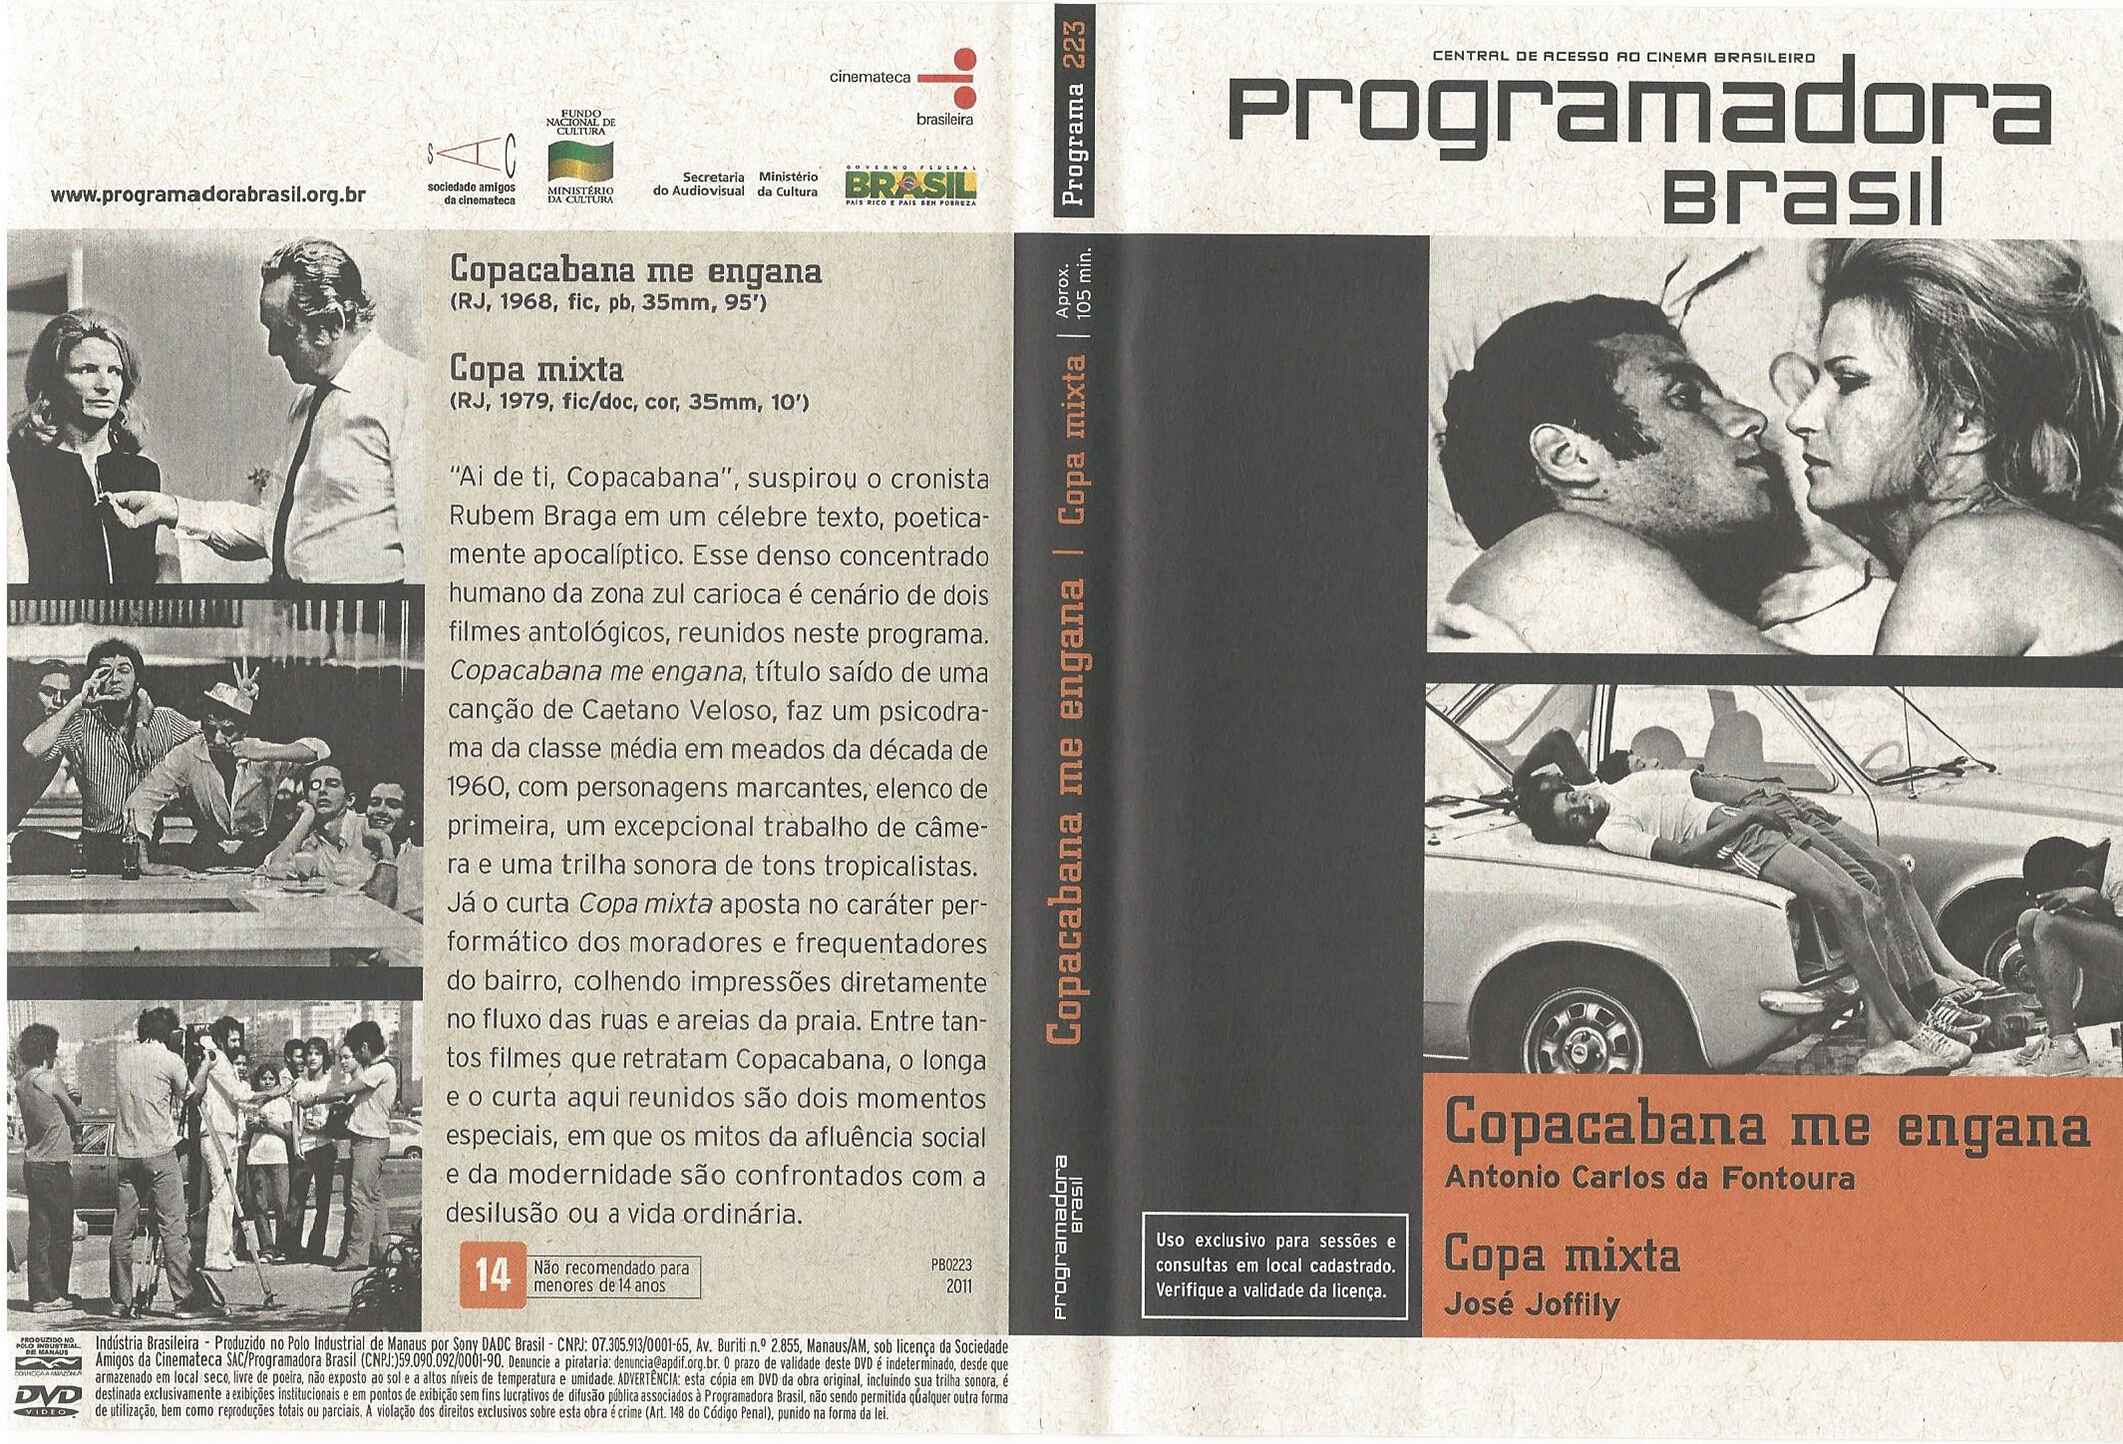 www.programadorabrasil.org.br
SAC
sociedade amigos
da cinemateca
FUNDO
NACIONAL DE
CULTURA
MINISTÉRIO
DA CULTURA
Secretaria
do Audiovisual
Ministério
da Cultura
cinemateca
brasileira
GOVERNO FEDERAL
BRASIL
PAÍS RICO É PAÍS SEM POBREZA
Copacabana me engana
(RJ, 1968, fic, pb, 35mm, 95’)
Copa mixta
(RJ, 1979, fic/doc, cor, 35mm, 10’)
“Ai de ti, Copacabana”, suspirou o cronista
Rubem Braga em um célebre texto, poetica-
mente apocalíptico. Esse denso concentrado
humano da zona zul carioca é cenário de dois
filmes antológicos, reunidos neste programa.
Copacabana me engana, título saído de uma
canção de Caetano Veloso, faz um psicodra-
ma da classe média em meados da década de
1960, com personagens marcantes, elenco de
primeira, um excepcional trabalho de câme-
ra e uma trilha sonora de tons tropicalistas.
Já o curta Copa mixta aposta no caráter per-
formático dos moradores e frequentadores
do bairro, colhendo impressões diretamente
no fluxo das ruas e areias da praia. Entre tan-
tos filmes que retratam Copacabana, o longa
e o curta aqui reunidos são dois momentos
especiais, em que os mitos da afluência social
e da modernidade são confrontados com a
desilusão ou a vida ordinária.
14
Não recomendado para
menores de 14 anos
PB0223
2011
PRODUZIDO NO
POLO INDUSTRIAL
DE MANAUS
CONHEÇA A AMAZÔNIA
DVD
VIDEO
Indústria Brasileira - Produzido no Polo Industrial de Manaus por Sony DADC Brasil - CNPJ: 07.305.913/0001-65, Av. Buriti n.º 2.855, Manaus/AM, sob licença da Sociedade
Amigos da Cinemateca SAC/Programadora Brasil (CNPJ:)59.090.092/0001-90. Denuncie a pirataria: denuncia@apdif.org.br. O prazo de validade deste DVD é indeterminado, desde que
armazenado em local seco, livre de poeira, não exposto ao sol e a altos níveis de temperatura e umidade. ADVERTÊNCIA: esta cópia em DVD da obra original, incluindo sua trilha sonora, é
destinada exclusivamente a exibições institucionais e em pontos de exibição sem fins lucrativos de difusão pública associados à Programadora Brasil, não sendo permitida qualquer outra forma
de utilização, bem como reproduções totais ou parciais. A violação dos direitos exclusivos sobre esta obra é crime (Art. 148 do Código Penal), punido na forma da lei.
Programa 223
Aprox.
105 min.
Copacabana me engana | Copa mixta |
Programadora
Brasil
CENTRAL DE ACESSO AO CINEMA BRASILEIRO
Programadora
Brasil
Uso exclusivo para sessões e
consultas em local cadastrado.
Verifique a validade da licença.
Copacabana me engana
Antonio Carlos da Fontoura
Copa mixta
José Joffily